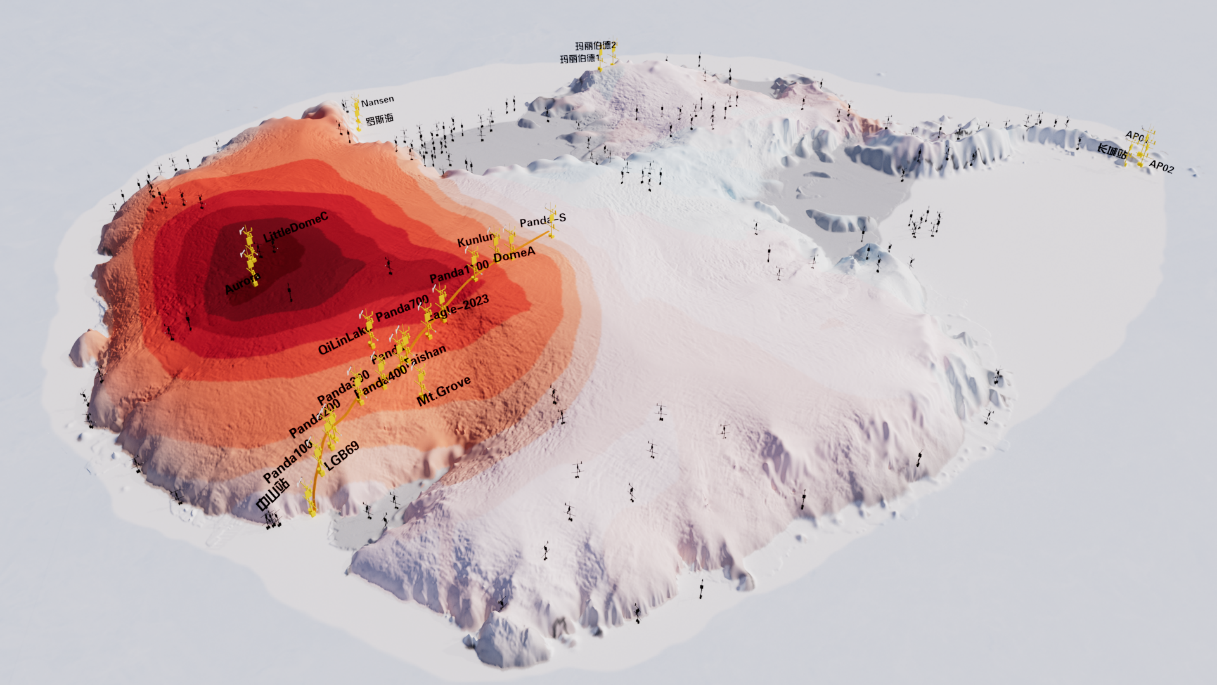 玛丽伯德2
玛丽伯德1
Nansen
罗斯海
AP0
长城站
AP02
LittleDomeC
Panda-S
Kunlun
DomeA
Aurora
Panda1100
Panda700
Eagle-2023
QiLinLake
Taishan
Panda400
Panda300
Mt.Grove
Panda200
Panda100
LGB69
中山站